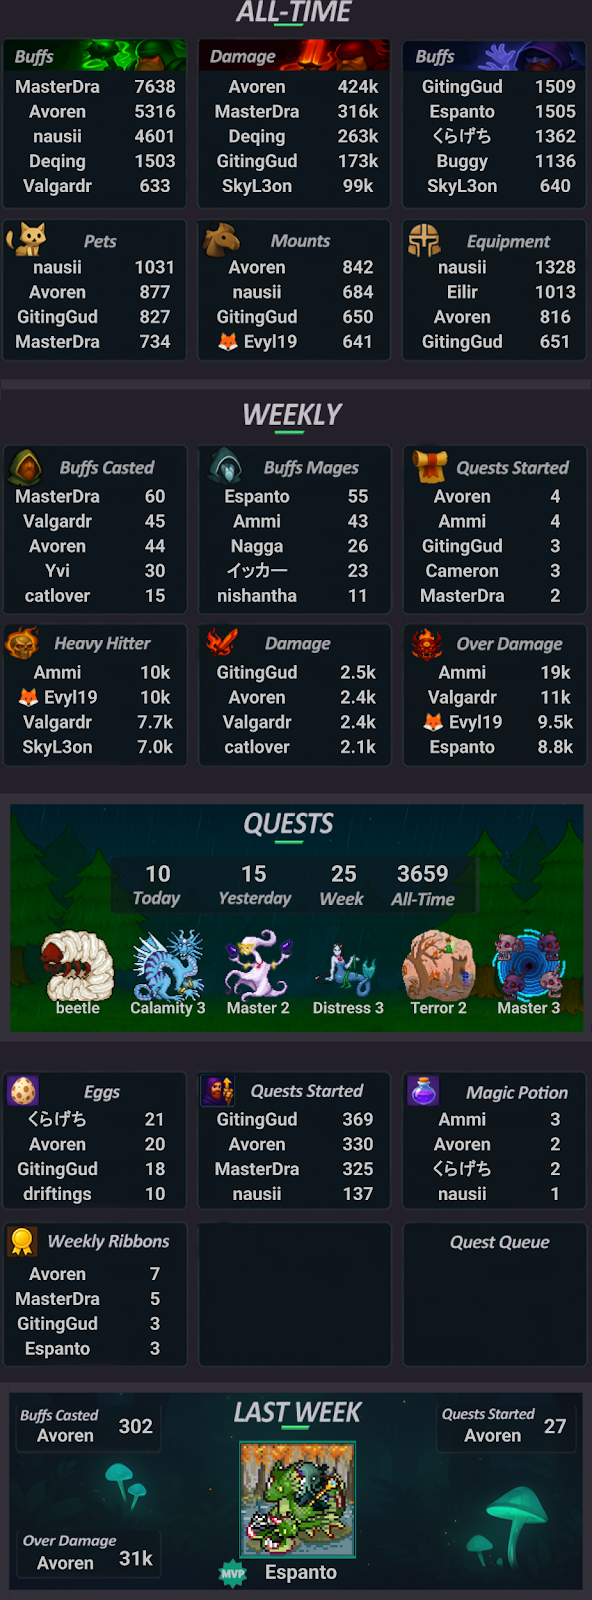 ALL-TIME
Buffs
MasterDra 7638
Avoren 5316
nausii 4601
Deqing 1503
Valgardr 633
Damage
Avoren 424k
MasterDra 316k
Deqing 263k
GitingGud 173k
SkyL3on 99k
Buffs
GitingGud 1509
Espanto 1505
くらげち 1362
Buggy 1136
SkyL3on 640
Pets
nausii 1031
Avoren 877
GitingGud 827
MasterDra 734
Mounts
Avoren 842
nausii 684
GitingGud 650
🦊 Evyl19 641
Equipment
nausii 1328
Eilir 1013
Avoren 816
GitingGud 651
WEEKLY
Buffs Casted
MasterDra 60
Valgardr 45
Avoren 44
Yvi 30
catlover 15
Buffs Mages
Espanto 55
Ammi 43
Nagga 26
イッカー 23
nishantha 11
Quests Started
Avoren 4
Ammi 4
GitingGud 3
Cameron 3
MasterDra 2
Heavy Hitter
Ammi 10k
🦊 Evyl19 10k
Valgardr 7.7k
SkyL3on 7.0k
Damage
GitingGud 2.5k
Avoren 2.4k
Valgardr 2.4k
catlover 2.1k
Over Damage
Ammi 19k
Valgardr 11k
🦊 Evyl19 9.5k
Espanto 8.8k
QUESTS
10 15 25 3659
Today Yesterday Week All-Time
beetle Calamity 3 Master 2 Distress 3 Terror 2 Master 3
Eggs
くらげち 21
Avoren 20
GitingGud 18
driftings 10
Quests Started
GitingGud 369
Avoren 330
MasterDra 325
nausii 137
Magic Potion
Ammi 3
Avoren 2
くらげち 2
nausii 1
Weekly Ribbons
Avoren 7
MasterDra 5
GitingGud 3
Espanto 3
Quest Queue
LAST WEEK
Buffs Casted
Avoren 302
Quests Started
Avoren 27
Over Damage
Avoren 31k
MVP Espanto